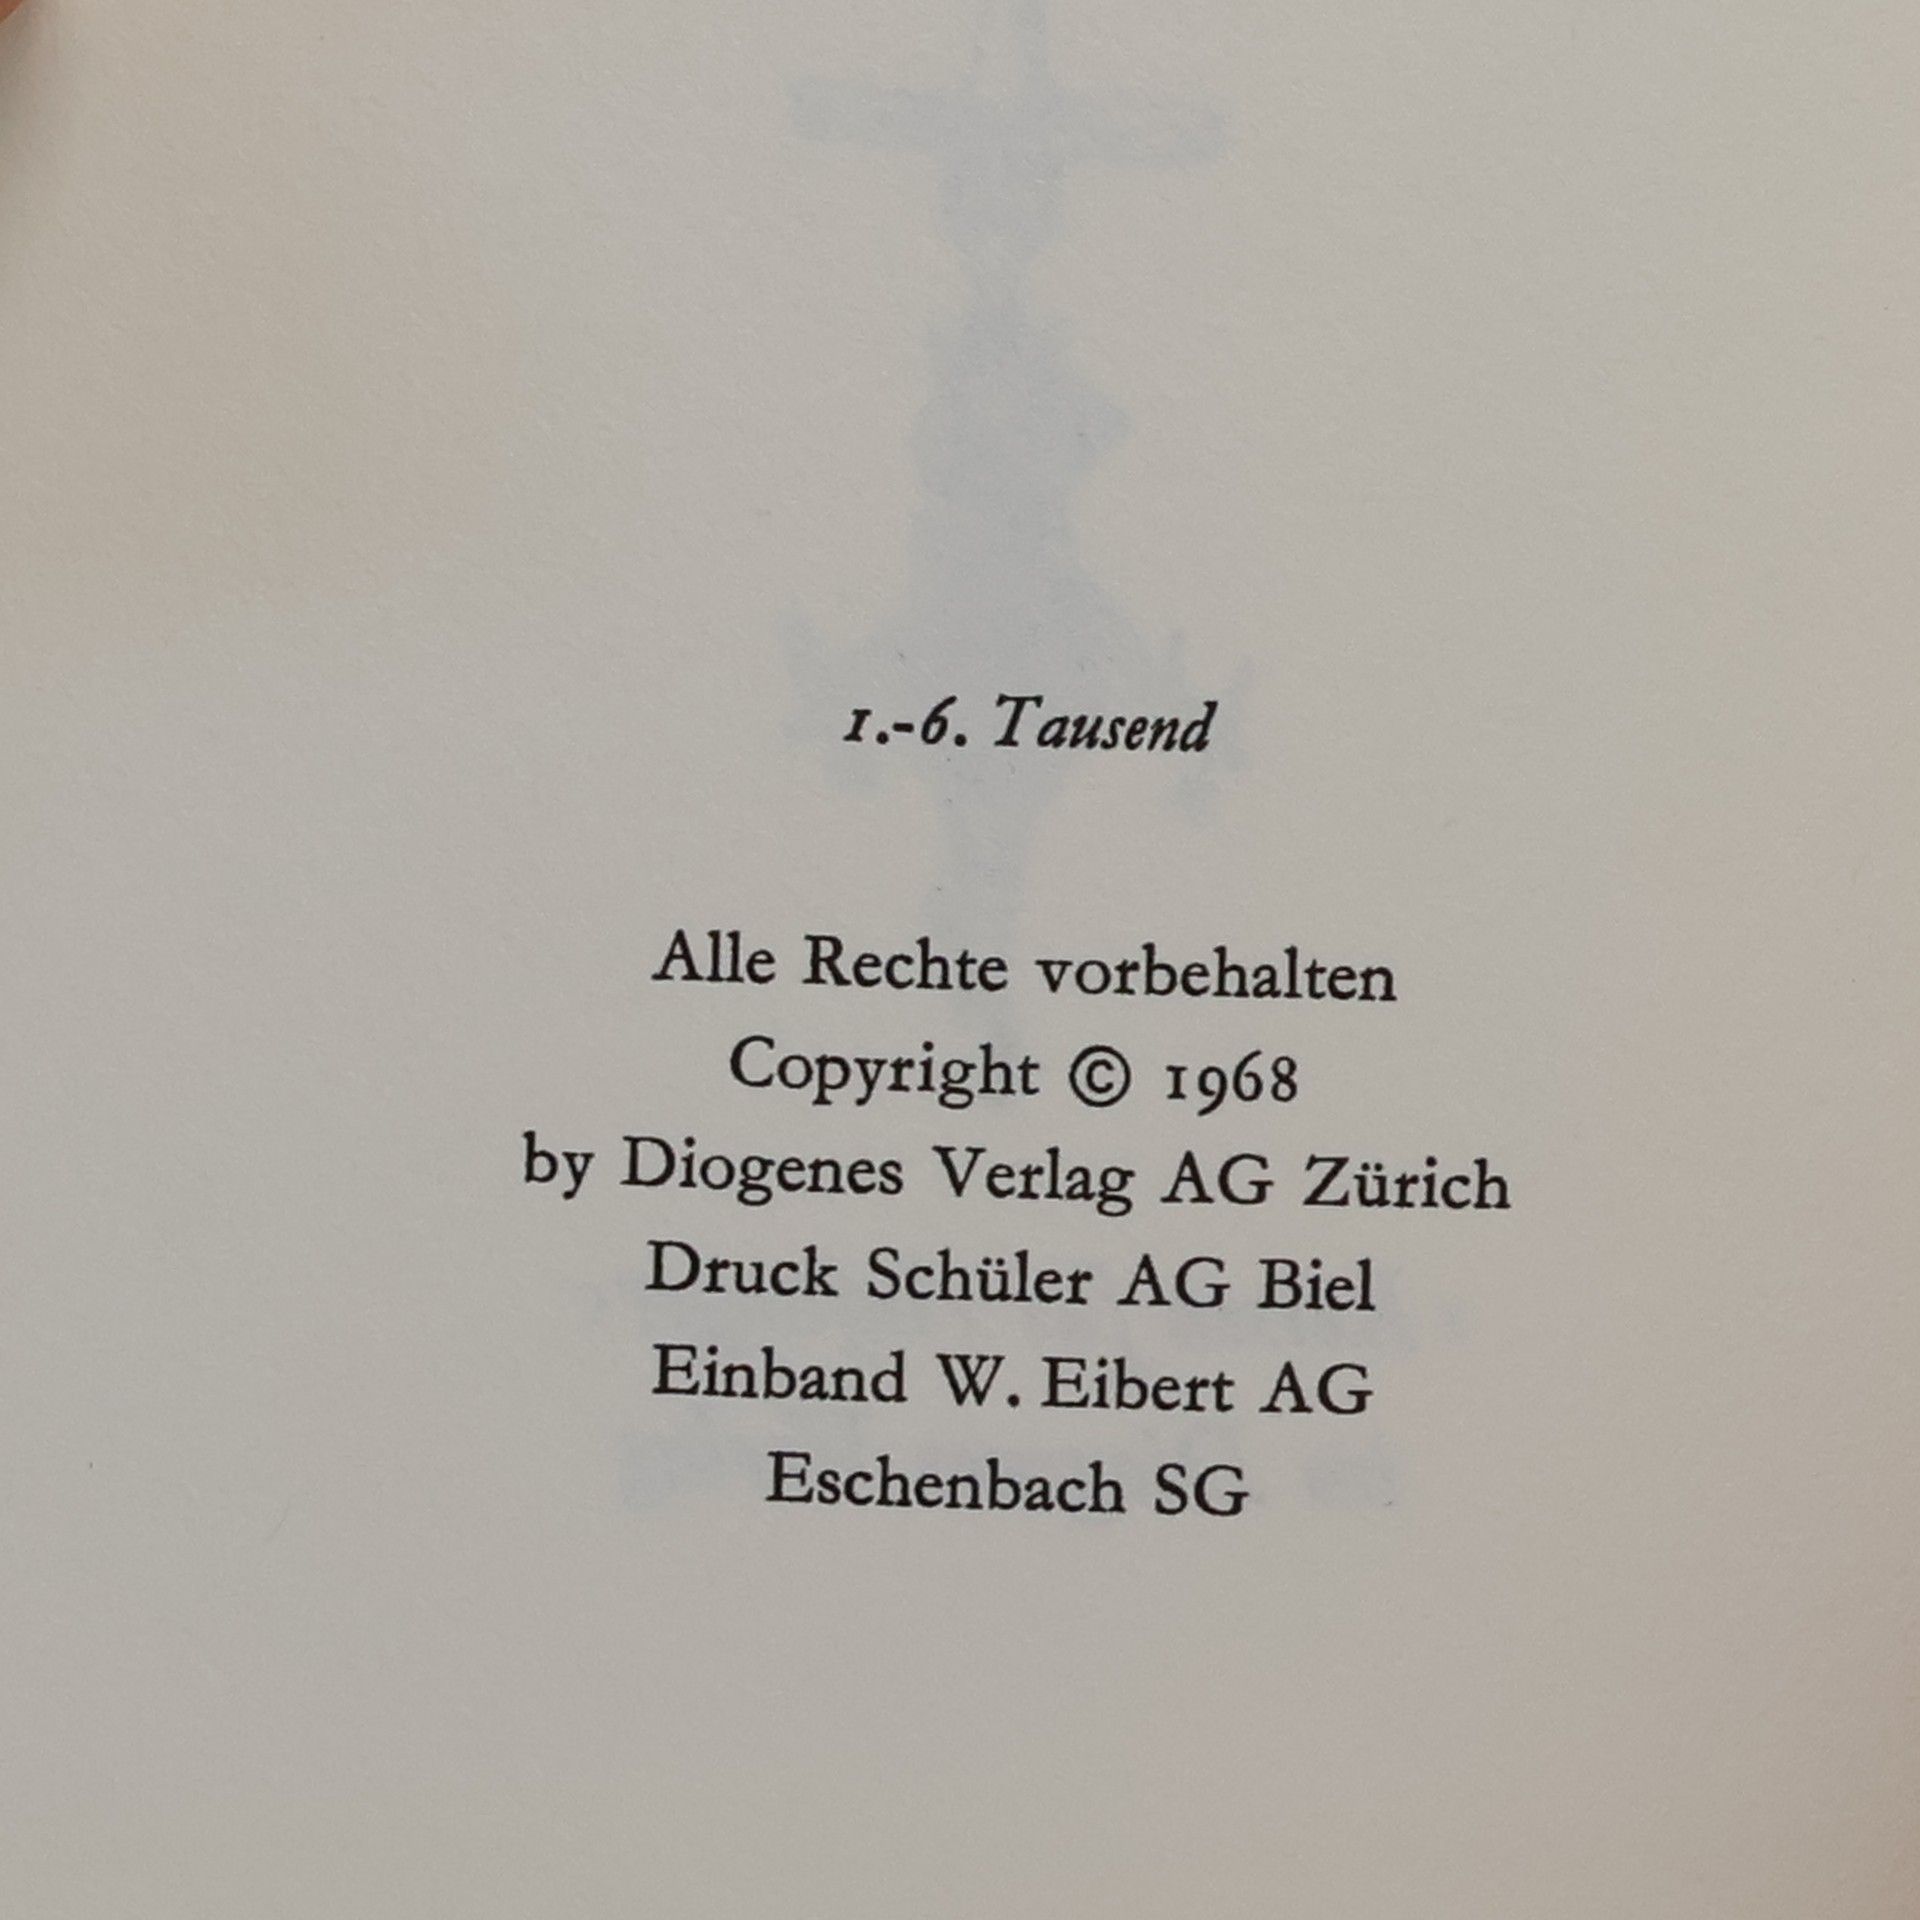 1.-6. Tausend
Alle Rechte vorbehalten
Copyright © 1968
by Diogenes Verlag AG Zürich
Druck Schüler AG Biel
Einband W. Eibert AG
Eschenbach SG